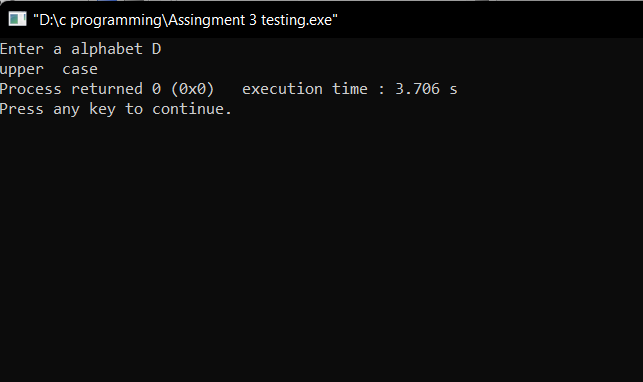 "D:\c programming\Assingment 3 testing.exe"
Enter a alphabet D
upper  case
Process returned 0 (0x0)   execution time : 3.706 s
Press any key to continue.